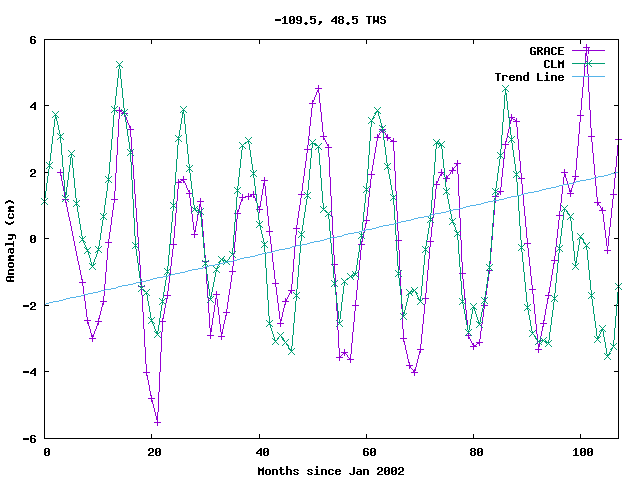 -109.5, 48.5 TWS
GRACE
CLM
Trend Line
6
4
2
0
-2
-4
-6
Anomaly (cm)
0 20 40 60 80 100
Months since Jan 2002